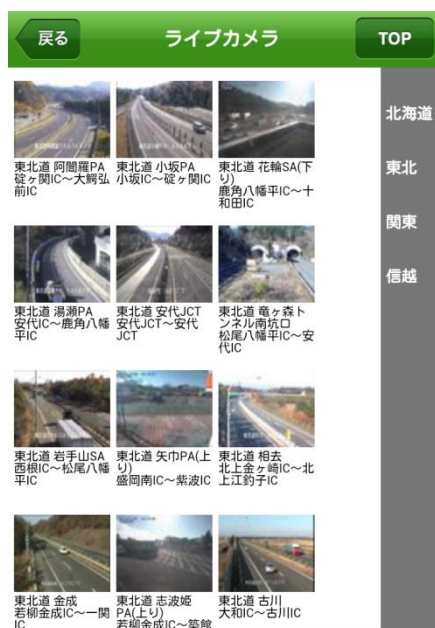 戻る
ライブカメラ
TOP
東北道 阿闍羅PA
碇ヶ関IC～大鰐弘
前IC
東北道 小坂PA
小坂IC～碇ヶ関IC
東北道 花輪SA(下
り)
鹿角八幡平IC～十
和田IC
東北道 湯瀬PA
安代IC～鹿角八幡
平IC
東北道 安代JCT
安代JCT～安代
JCT
東北道 竜ヶ森ト
ンネル南坑口
松尾八幡平IC～安
代IC
東北道 岩手山SA
西根IC～松尾八幡
平IC
東北道 矢巾PA(上
り)
盛岡南IC～紫波IC
東北道 相去
北上金ヶ崎IC～北
上江釣子IC
東北道 金成
若柳金成IC～一関
IC
東北道 志波姫
PA(上り)
若柳金成IC～築館
東北道 古川
大和IC～古川IC
北海道
東北
関東
信越